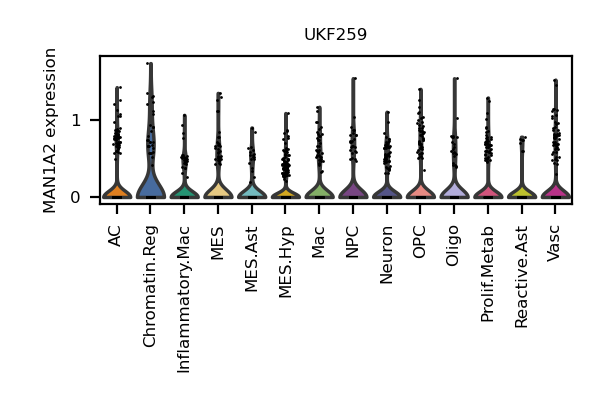 UKF259
MAN1A2 expression
1
0
AC
Chromatin.Reg
Inflammatory.Mac
MES
MES.Ast
MES.Hyp
Mac
NPC
Neuron
OPC
Oligo
Prolif.Metab
Reactive.Ast
Vasc